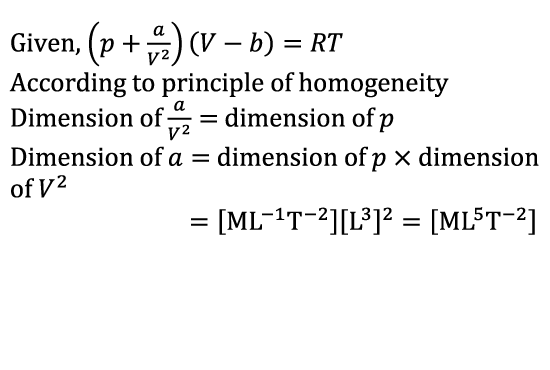 Given, (p + a/V²) (V − b) = RT
According to principle of homogeneity
Dimension of a/V² = dimension of p
Dimension of a = dimension of p × dimension
of V²
= [ML⁻¹T⁻²][L³]² = [ML⁵T⁻²]